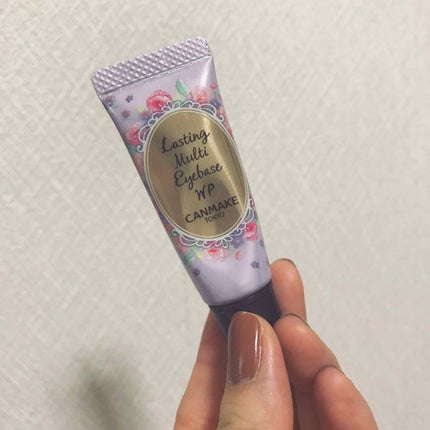 Lasting
Multi
Eyebase
WP
CANMAKE
TOKYO